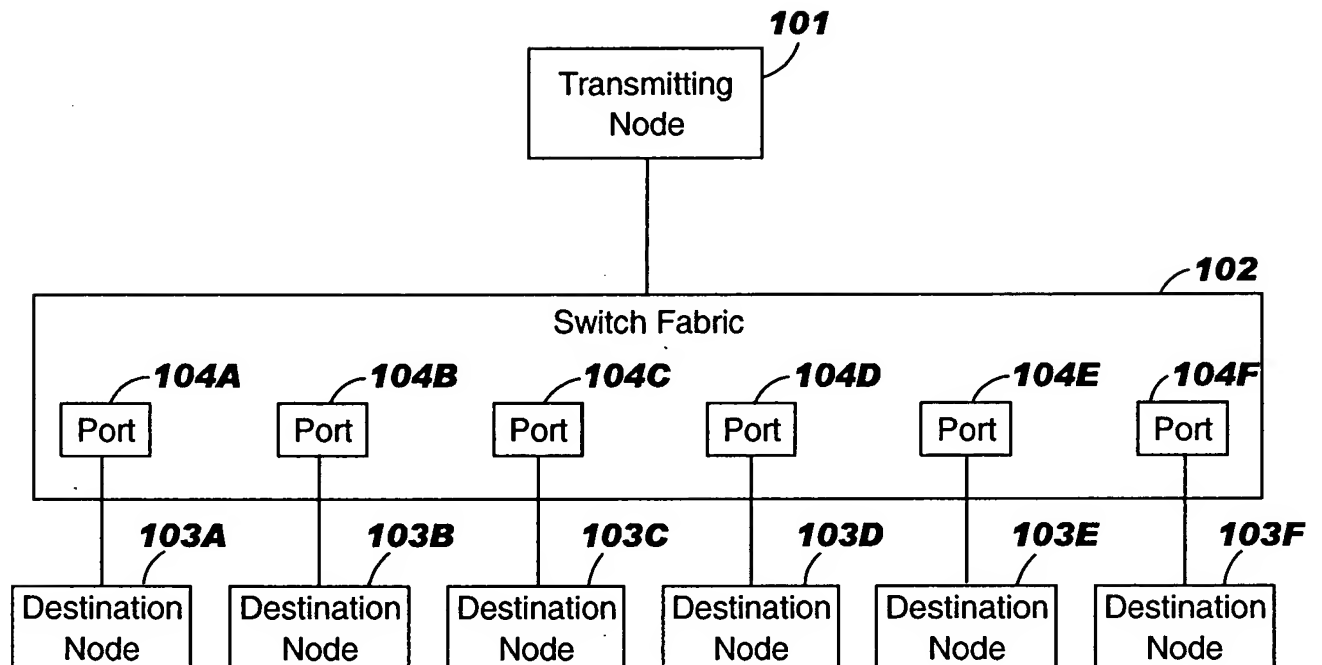 101
Transmitting
Node
102
Switch Fabric
104A 104B 104C 104D 104E 104F
Port Port Port Port Port Port
103A 103B 103C 103D 103E 103F
Destination Destination Destination Destination Destination Destination
Node Node Node Node Node Node